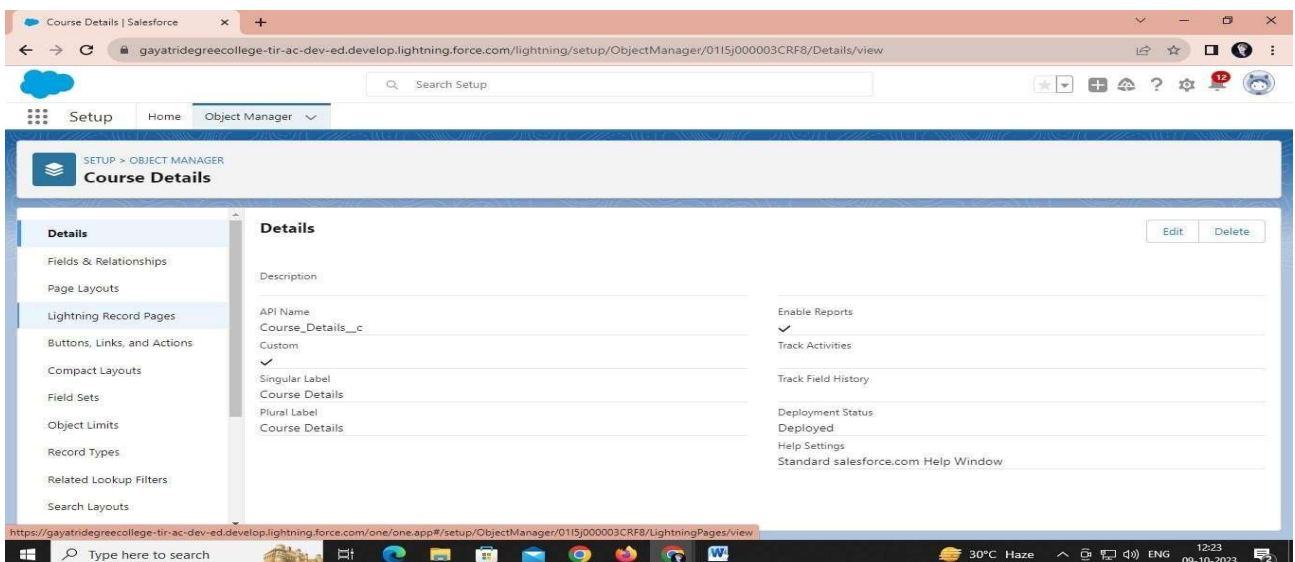 Course Details | Salesforce
gayatridegreecollege-tir-ac-dev-ed.develop.lightning.force.com/lightning/setup/ObjectManager/01I5j000003CRF8/Details/view
Search Setup
12
Setup Home Object Manager
SETUP > OBJECT MANAGER
Course Details
Details
Fields & Relationships
Page Layouts
Lightning Record Pages
Buttons, Links, and Actions
Compact Layouts
Field Sets
Object Limits
Record Types
Related Lookup Filters
Search Layouts
Details
Edit Delete
Description
API Name
Course_Details__c
Custom
Singular Label
Course Details
Plural Label
Course Details
Enable Reports
Track Activities
Track Field History
Deployment Status
Deployed
Help Settings
Standard salesforce.com Help Window
https://gayatridegreecollege-tir-ac-dev-ed.develop.lightning.force.com/one/one.app#/setup/ObjectManager/01I5j000003CRF8/LightningPages/view
Type here to search
30°C Haze
ENG
12:23
09-10-2023
2